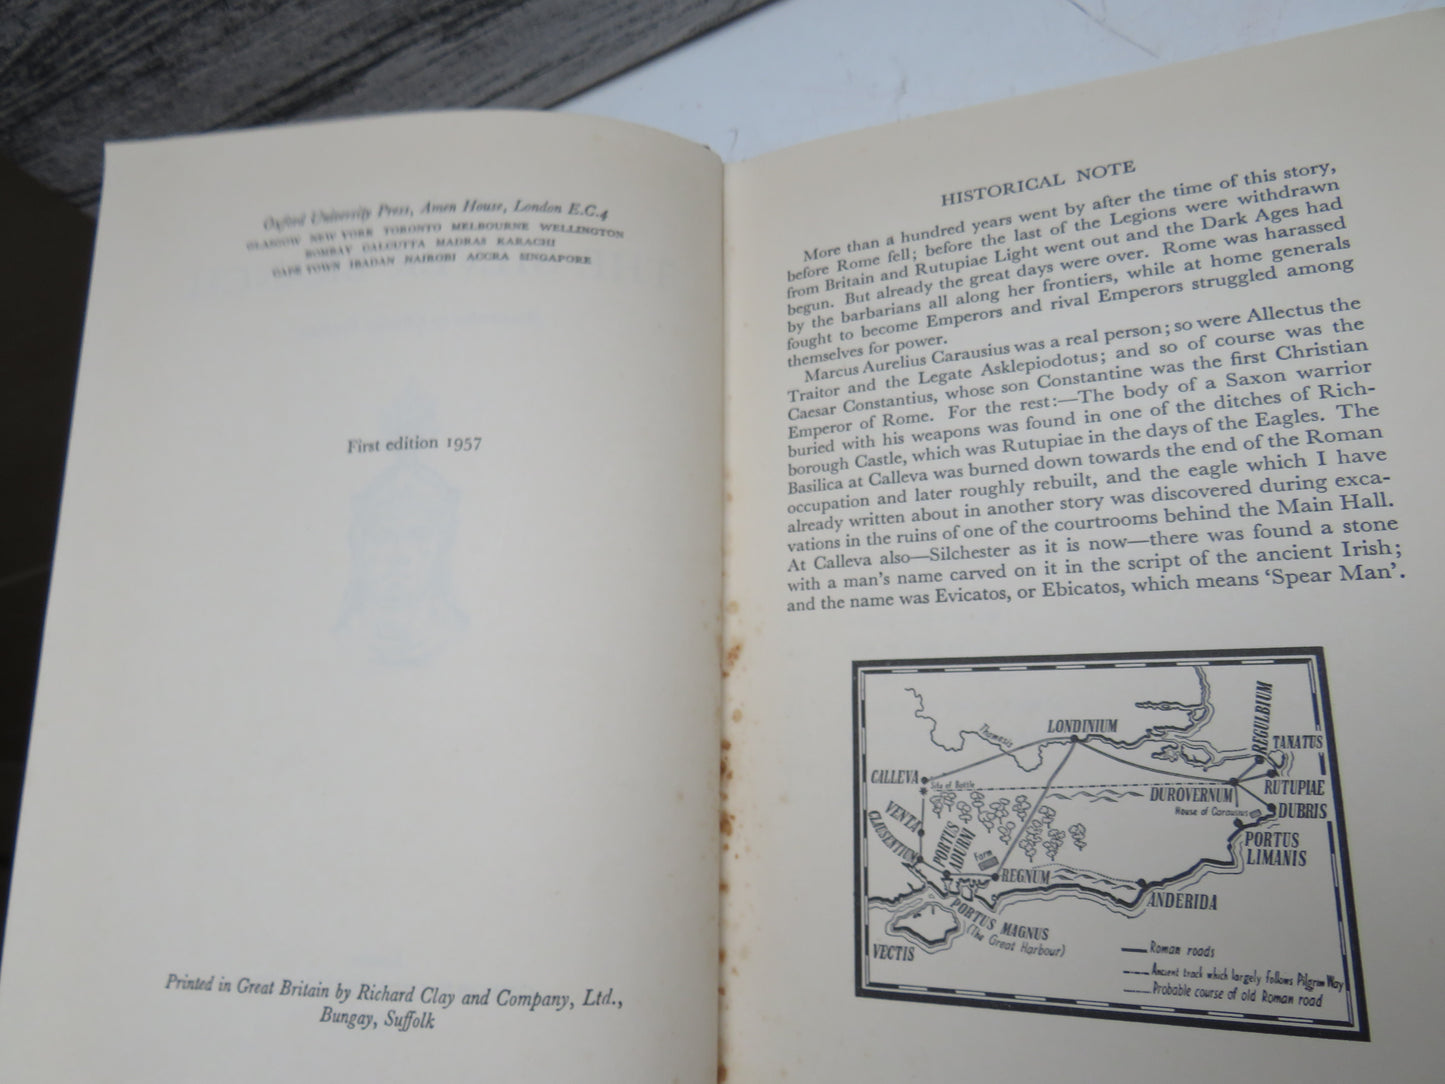 Oxford University Press, Amen House, London E.C.4
GLASGOW NEW YORK TORONTO MELBOURNE WELLINGTON
BOMBAY CALCUTTA MADRAS KARACHI
CAPE TOWN IBADAN NAIROBI ACCRA SINGAPORE
First edition 1957
Printed in Great Britain by Richard Clay and Company, Ltd.,
Bungay, Suffolk
HISTORICAL NOTE
More than a hundred years went by after the time of this story,
before Rome fell; before the last of the Legions were withdrawn
from Britain and Rutupiae Light went out and the Dark Ages had
begun. But already the great days were over. Rome was harassed
by the barbarians all along her frontiers, while at home generals
fought to become Emperors and rival Emperors struggled among
themselves for power.
Marcus Aurelius Carausius was a real person; so were Allectus the
Traitor and the Legate Asklepiodotus; and so of course was the
Caesar Constantius, whose son Constantine was the first Christian
Emperor of Rome. For the rest:—The body of a Saxon warrior
buried with his weapons was found in one of the ditches of Rich-
borough Castle, which was Rutupiae in the days of the Eagles. The
Basilica at Calleva was burned down towards the end of the Roman
occupation and later roughly rebuilt, and the eagle which I have
already written about in another story was discovered during exca-
vations in the ruins of one of the courtrooms behind the Main Hall.
At Calleva also—Silchester as it is now—there was found a stone
with a man's name carved on it in the script of the ancient Irish;
and the name was Evicatos, or Ebicatos, which means 'Spear Man'.
LONDINIUM
Thamesis
REGULBIUM
TANATUS
CALLEVA
Site of Battle
RUTUPIAE
DUROVERNUM
House of Carausius
DUBRIS
VENTA
CLAUSENTIUM
PORTUS
ADURNI
Farm
PORTUS
LIMANIS
REGNUM
ANDERIDA
PORTUS MAGNUS
(The Great Harbour)
VECTIS
Roman roads
Ancient track which largely follows Pilgrim Way
Probable course of old Roman road